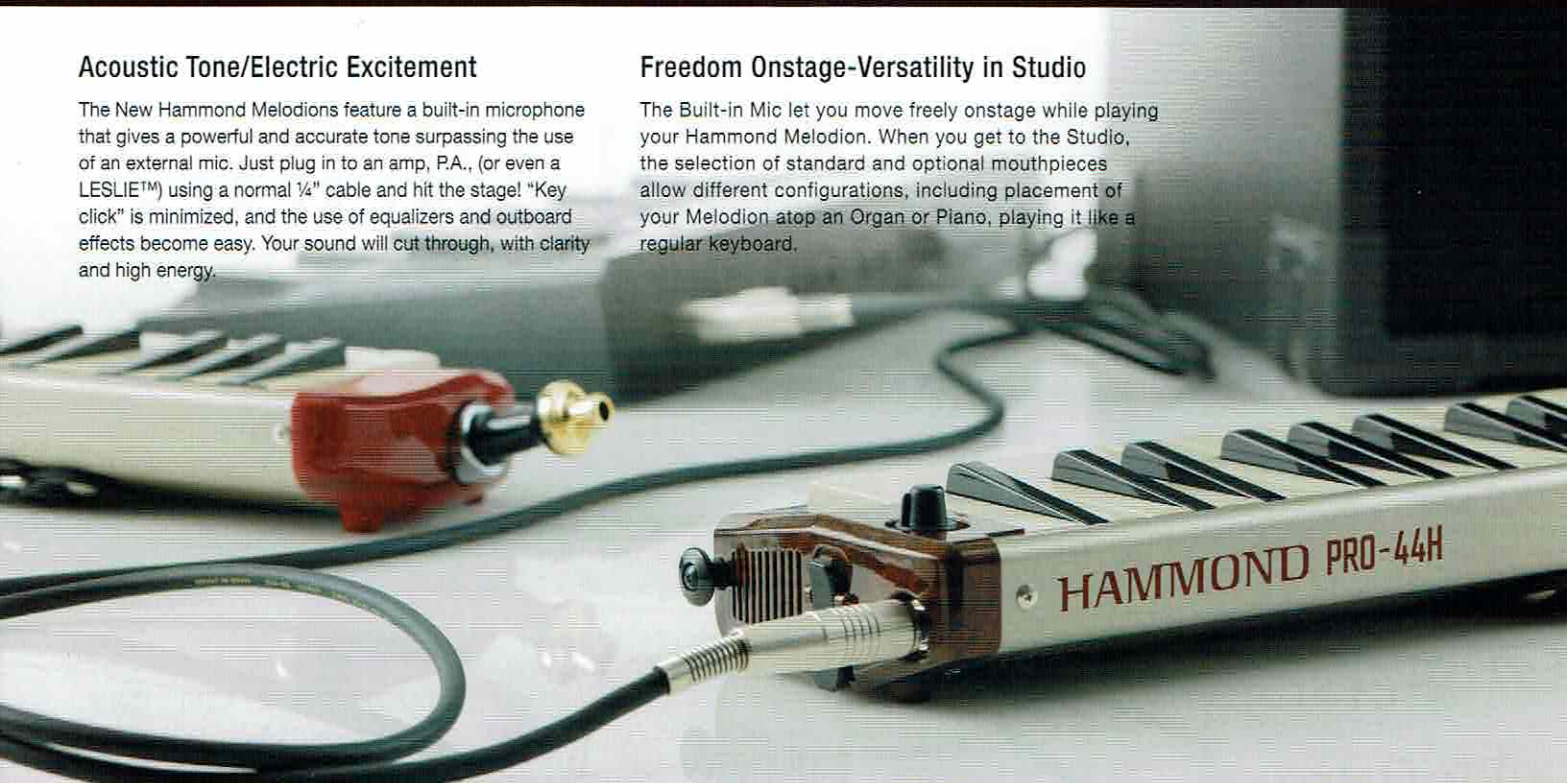 Acoustic Tone/Electric Excitement
The New Hammond Melodions feature a built-in microphone
that gives a powerful and accurate tone surpassing the use
of an external mic. Just plug in to an amp, P.A., (or even a
LESLIE™) using a normal ¼” cable and hit the stage! “Key
click” is minimized, and the use of equalizers and outboard
effects become easy. Your sound will cut through, with clarity
and high energy.
Freedom Onstage-Versatility in Studio
The Built-in Mic let you move freely onstage while playing
your Hammond Melodion. When you get to the Studio,
the selection of standard and optional mouthpieces
allow different configurations, including placement of
your Melodion atop an Organ or Piano, playing it like a
regular keyboard.
HAMMOND PRO-44H